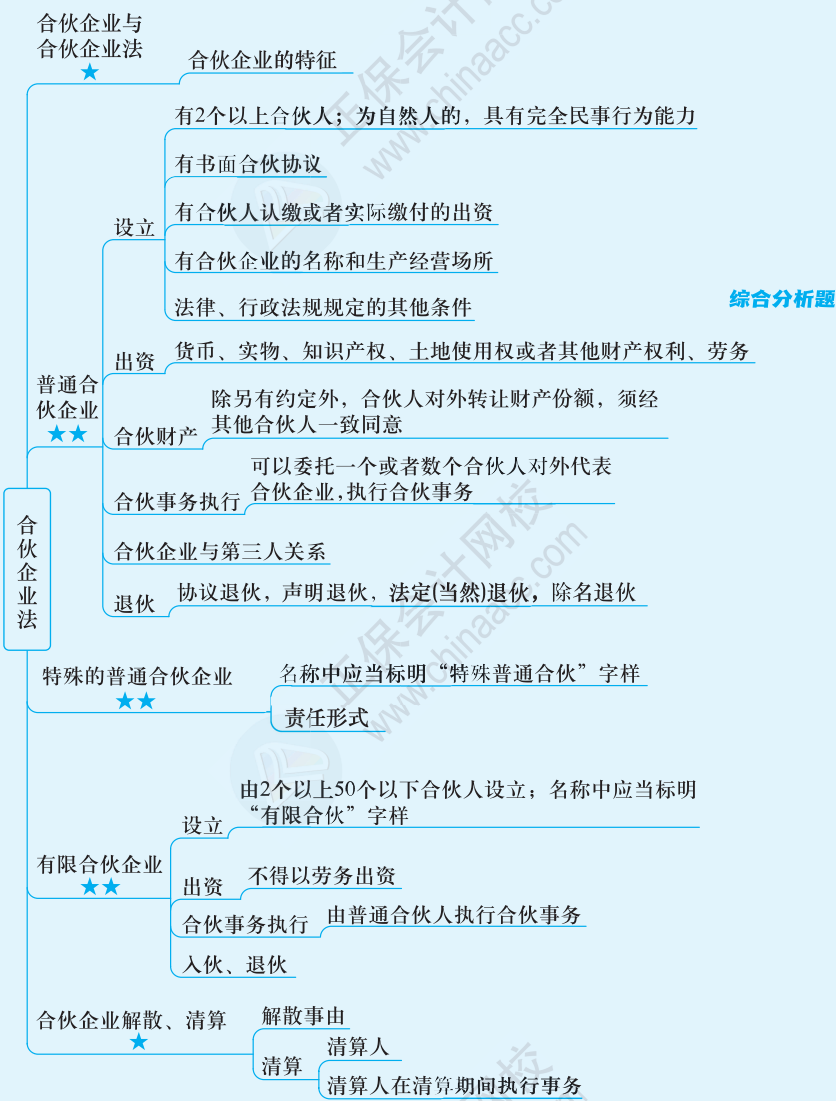 合伙企业与
合伙企业法
★
合伙企业的特征
有2个以上合伙人；为自然人的，具有完全民事行为能力
有书面合伙协议
设立
有合伙人认缴或者实际缴付的出资
有合伙企业的名称和生产经营场所
法律、行政法规规定的其他条件
综合分析题
出资
货币、实物、知识产权、土地使用权或者其他财产权利、劳务
普通合
伙企业
★★
合伙财产
除另有约定外，合伙人对外转让财产份额，须经
其他合伙人一致同意
合伙事务执行
可以委托一个或者数个合伙人对外代表
合伙企业,执行合伙事务
合伙企业与第三人关系
退伙
协议退伙，声明退伙，法定(当然)退伙，除名退伙
合伙企业法
特殊的普通合伙企业
★★
名称中应当标明“特殊普通合伙”字样
责任形式
有限合伙企业
★★
设立
由2个以上50个以下合伙人设立；名称中应当标明
“有限合伙”字样
出资
不得以劳务出资
合伙事务执行
由普通合伙人执行合伙事务
入伙、退伙
合伙企业解散、清算
★
解散事由
清算
清算人
清算人在清算期间执行事务
正保会计网校
www.chinaacc.com
正保会计网校
www.chinaacc.com